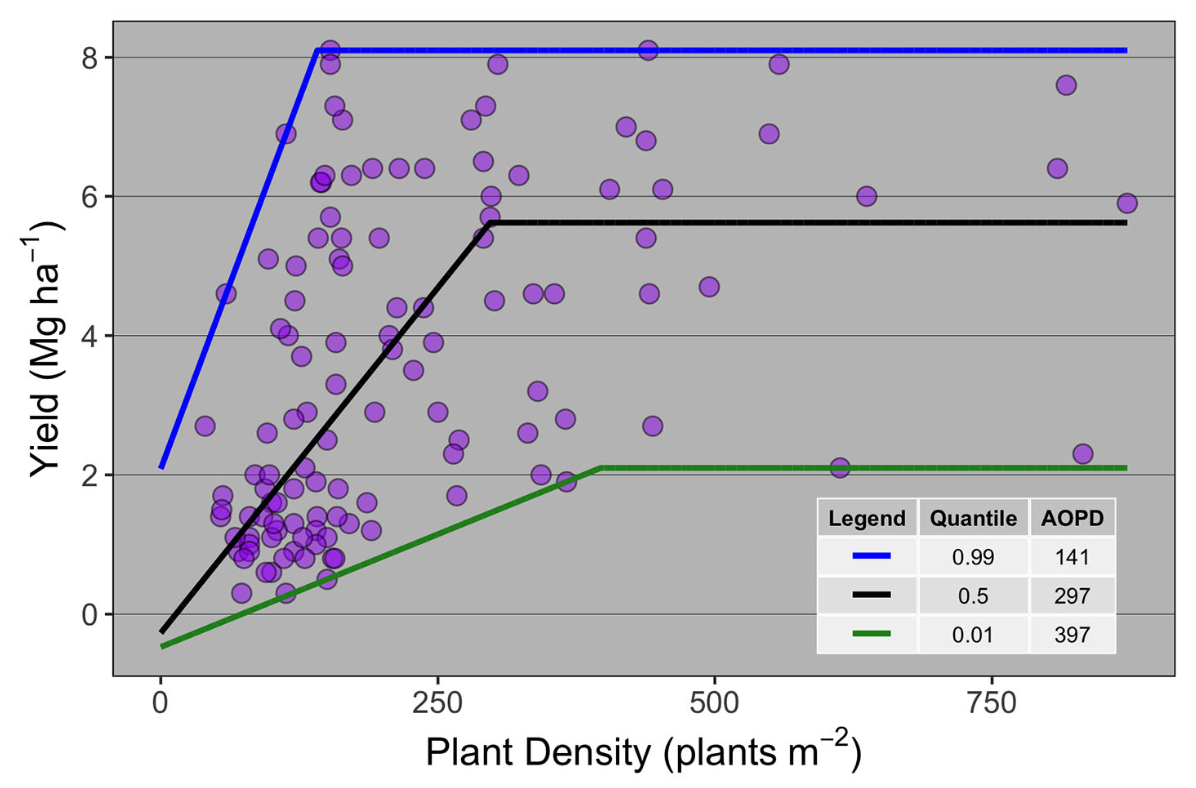 8
6
4
2
0
Yield (Mg ha⁻¹)
Legend Quantile AOPD
0.99 141
0.5 297
0.01 397
0 250 500 750
Plant Density (plants m⁻²)